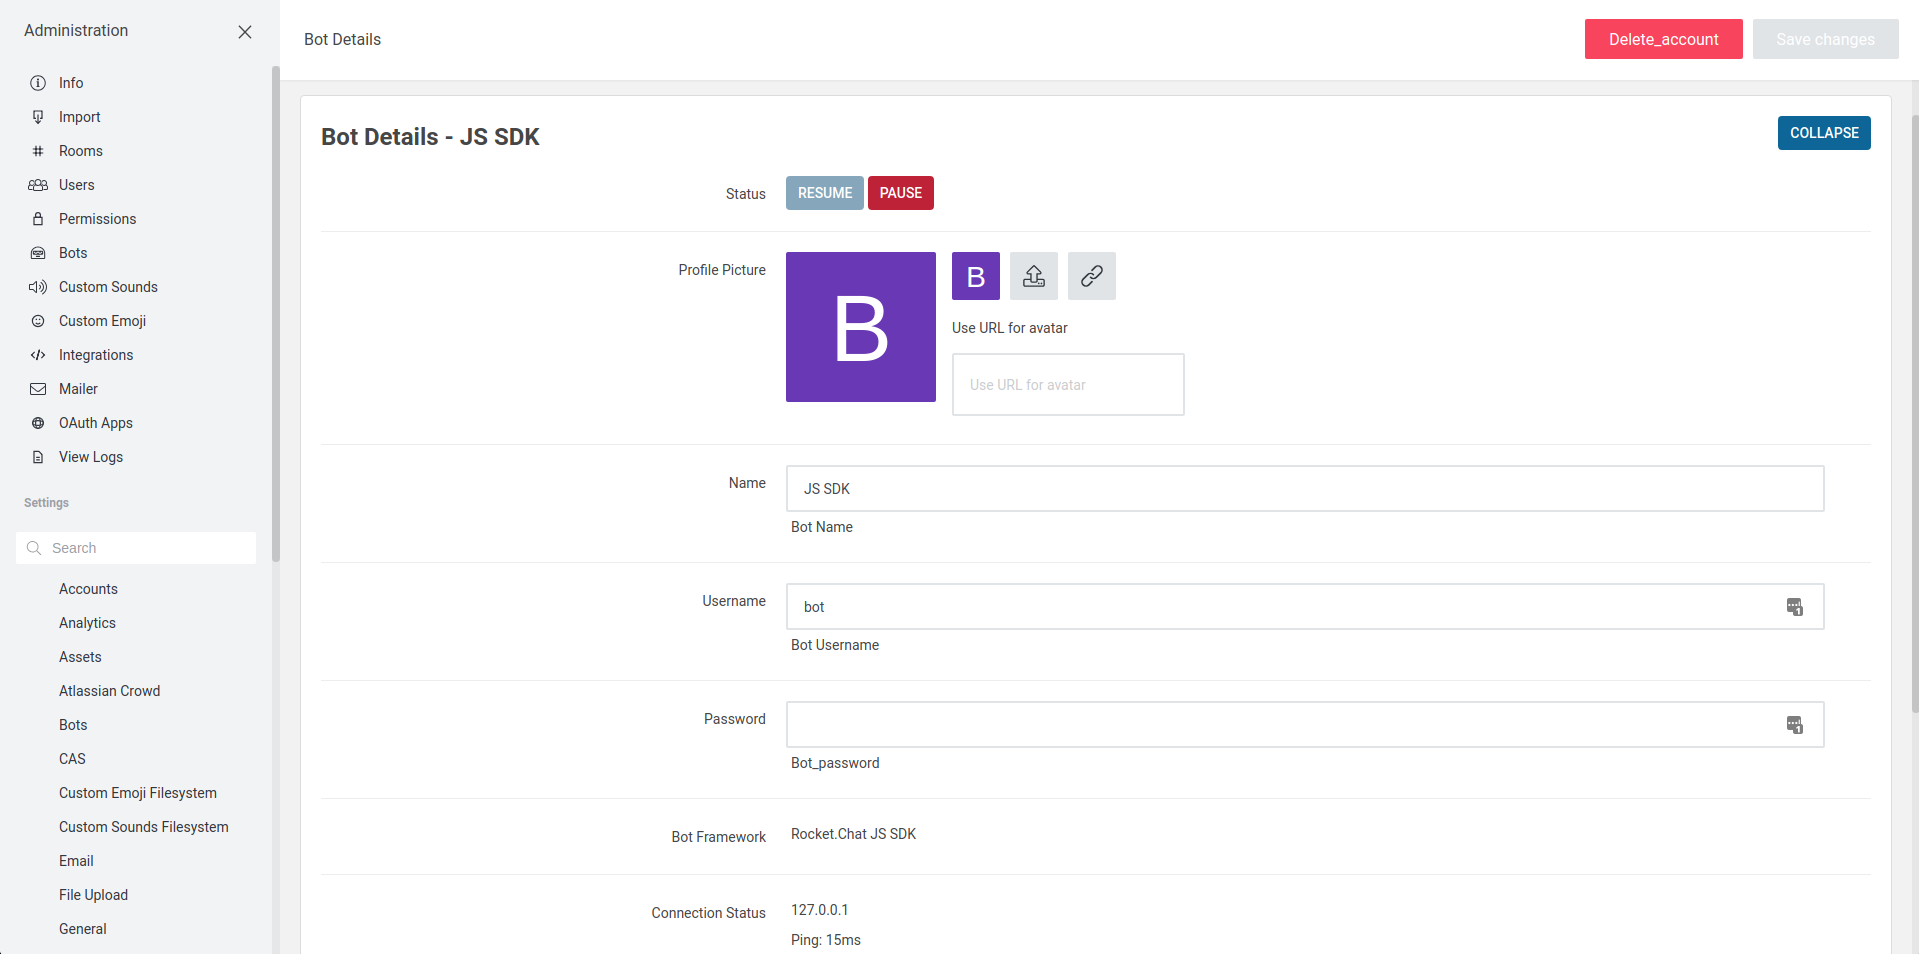 Administration
Info
Import
Rooms
Users
Permissions
Bots
Custom Sounds
Custom Emoji
Integrations
Mailer
OAuth Apps
View Logs
Settings
Search
Accounts
Analytics
Assets
Atlassian Crowd
Bots
CAS
Custom Emoji Filesystem
Custom Sounds Filesystem
Email
File Upload
General
Bot Details
Delete_account
Save changes
Bot Details - JS SDK
COLLAPSE
Status
RESUME
PAUSE
Profile Picture
B
B
Use URL for avatar
Use URL for avatar
Name
JS SDK
Bot Name
Username
bot
1
Bot Username
Password
1
Bot_password
Bot Framework
Rocket.Chat JS SDK
Connection Status
127.0.0.1
Ping: 15ms